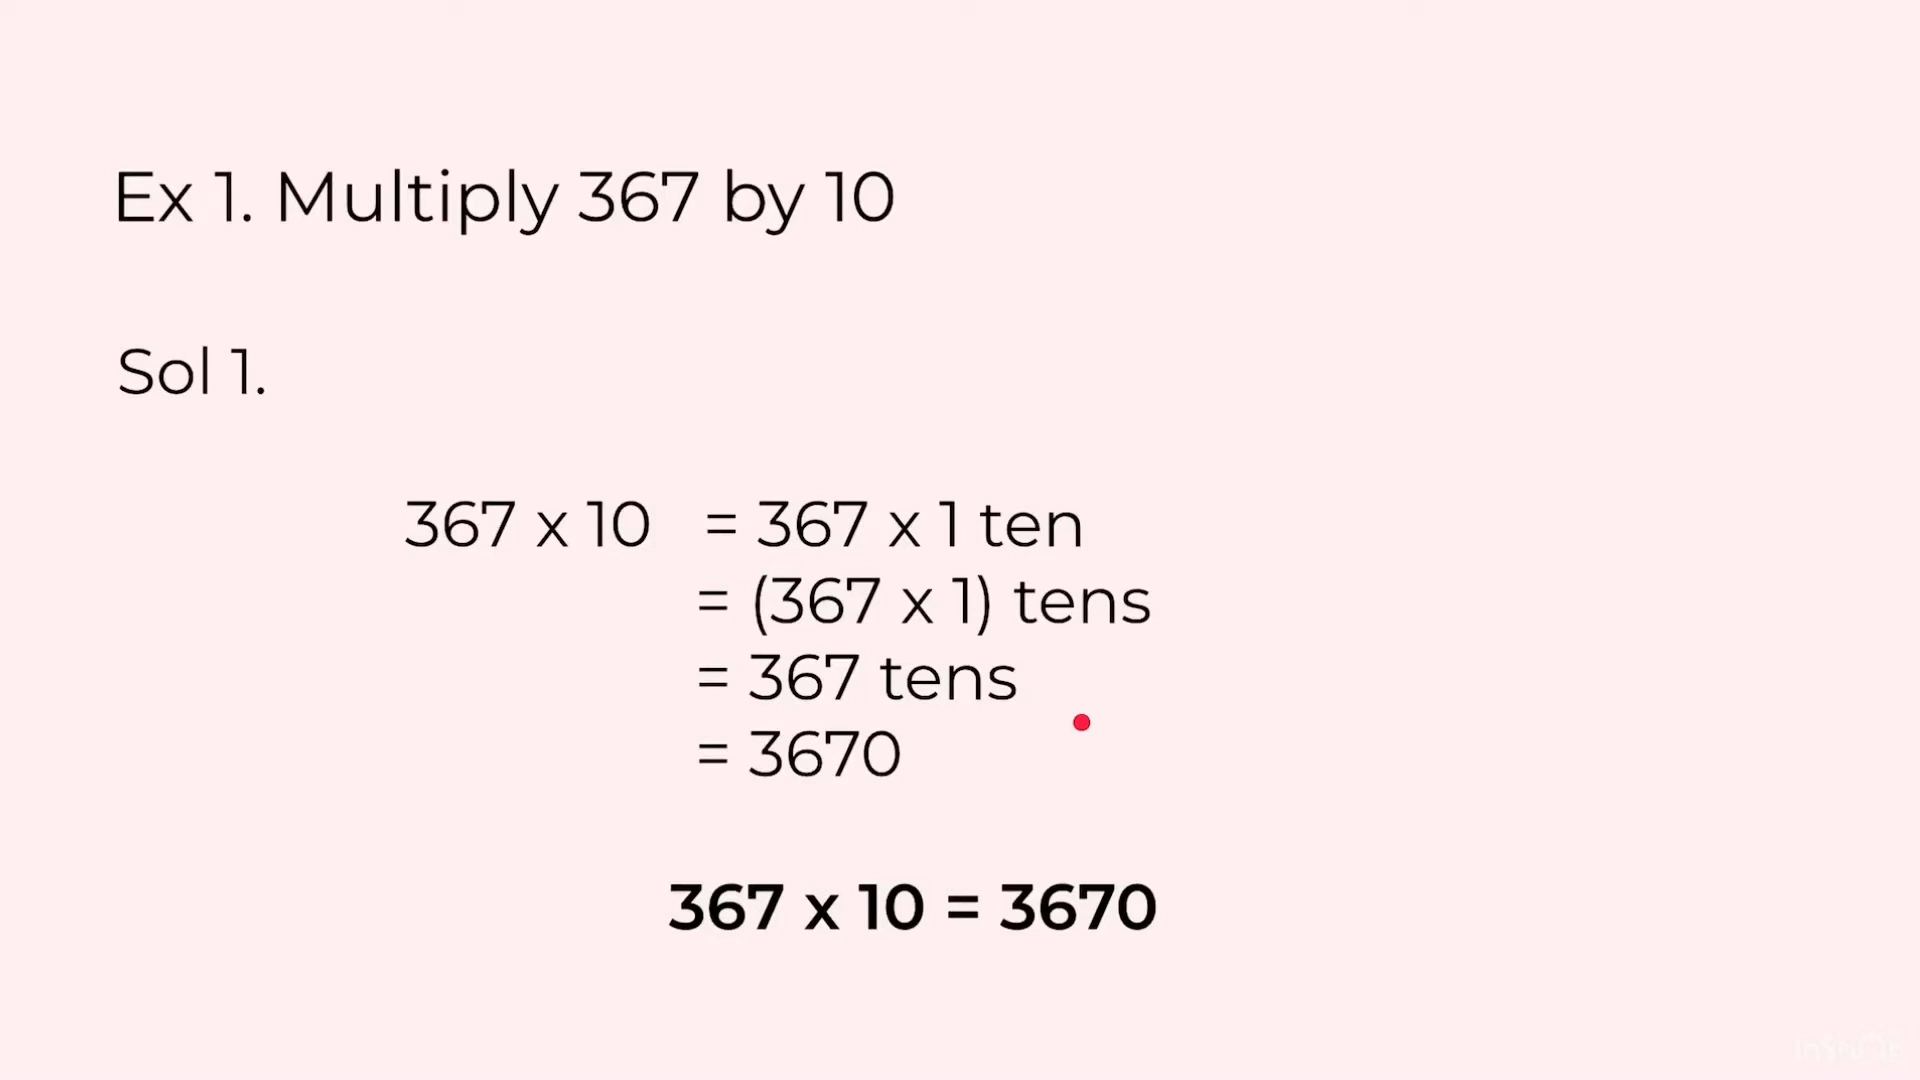 Ex 1. Multiply 367 by 10
Sol 1.
367 x 10 = 367 x 1 ten
= (367 x 1) tens
= 367 tens
= 3670
367 x 10 = 3670